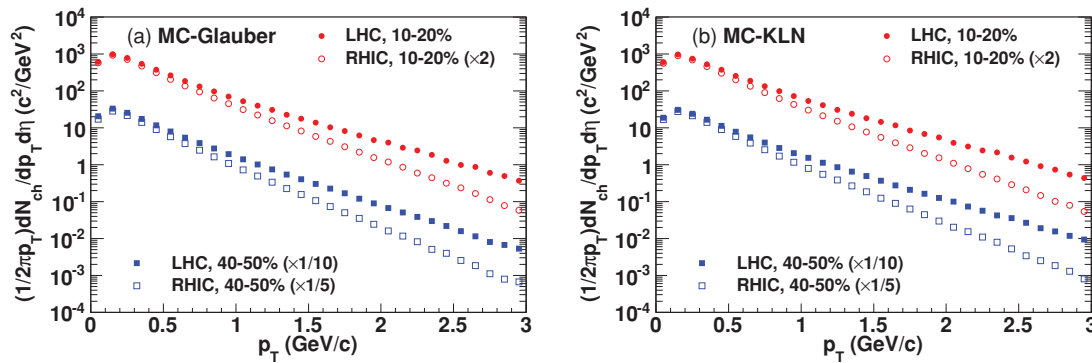 (a) MC-Glauber
LHC, 10-20%
RHIC, 10-20% (×2)
LHC, 40-50% (×1/10)
RHIC, 40-50% (×1/5)
(1/2πp_T)dN_ch/dp_T dη (c²/GeV²)
10⁴
10³
10²
10
1
10⁻¹
10⁻²
10⁻³
10⁻⁴
0 0.5 1 1.5 2 2.5 3
p_T (GeV/c)
(b) MC-KLN
LHC, 10-20%
RHIC, 10-20% (×2)
LHC, 40-50% (×1/10)
RHIC, 40-50% (×1/5)
(1/2πp_T)dN_ch/dp_T dη (c²/GeV²)
10⁴
10³
10²
10
1
10⁻¹
10⁻²
10⁻³
10⁻⁴
0 0.5 1 1.5 2 2.5 3
p_T (GeV/c)